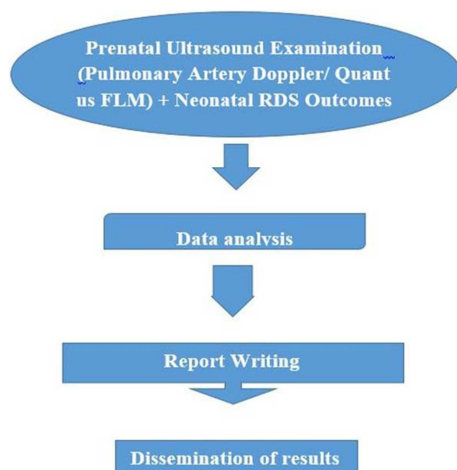 Prenatal Ultrasound Examination
(Pulmonary Artery Doppler/ Quant
us FLM) + Neonatal RDS Outcomes
Data analysis
Report Writing
Dissemination of results